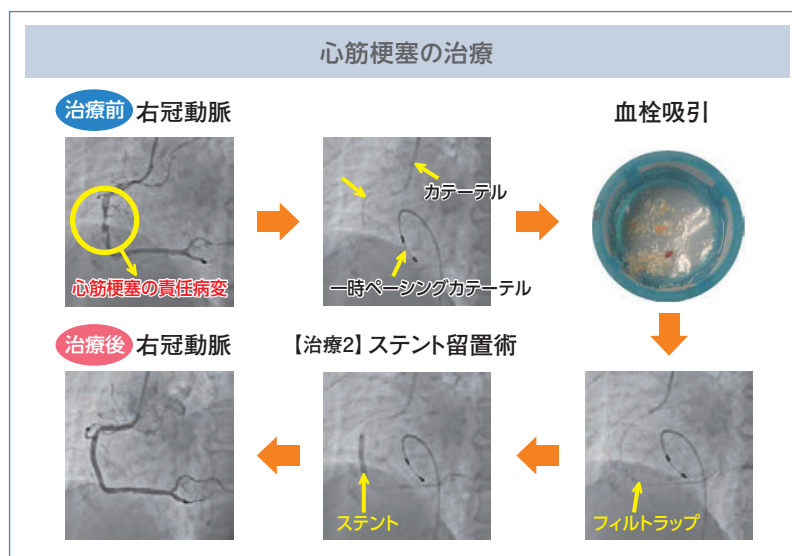 心筋梗塞の治療
治療前 右冠動脈
心筋梗塞の責任病変
カテーテル
一時ペーシングカテーテル
血栓吸引
フィルトラップ
【治療2】ステント留置術
ステント
治療後 右冠動脈